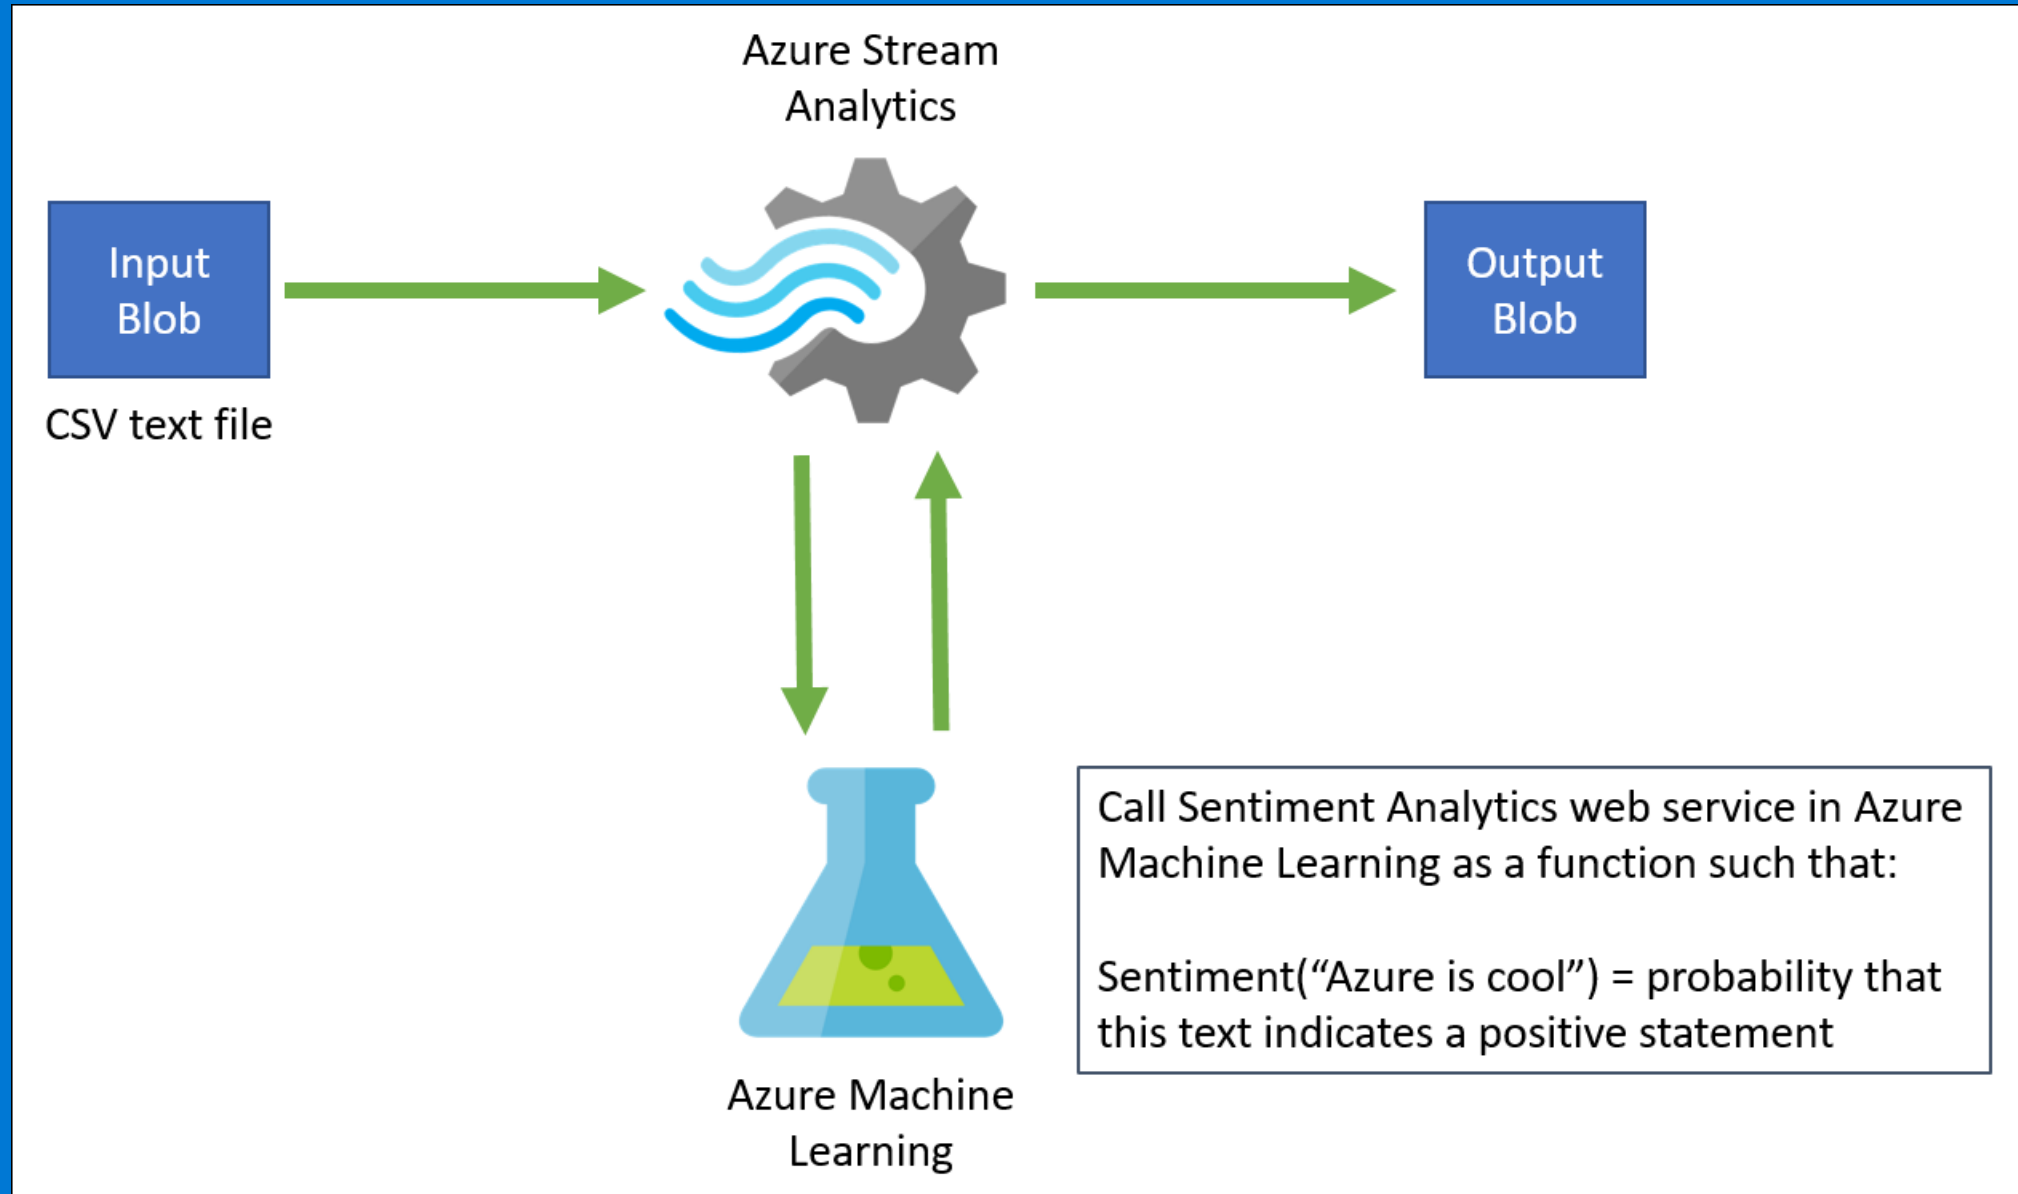 Azure Stream
Analytics
Input
Blob
Output
Blob
CSV text file
Call Sentiment Analytics web service in Azure
Machine Learning as a function such that:
Sentiment(“Azure is cool”) = probability that
this text indicates a positive statement
Azure Machine
Learning